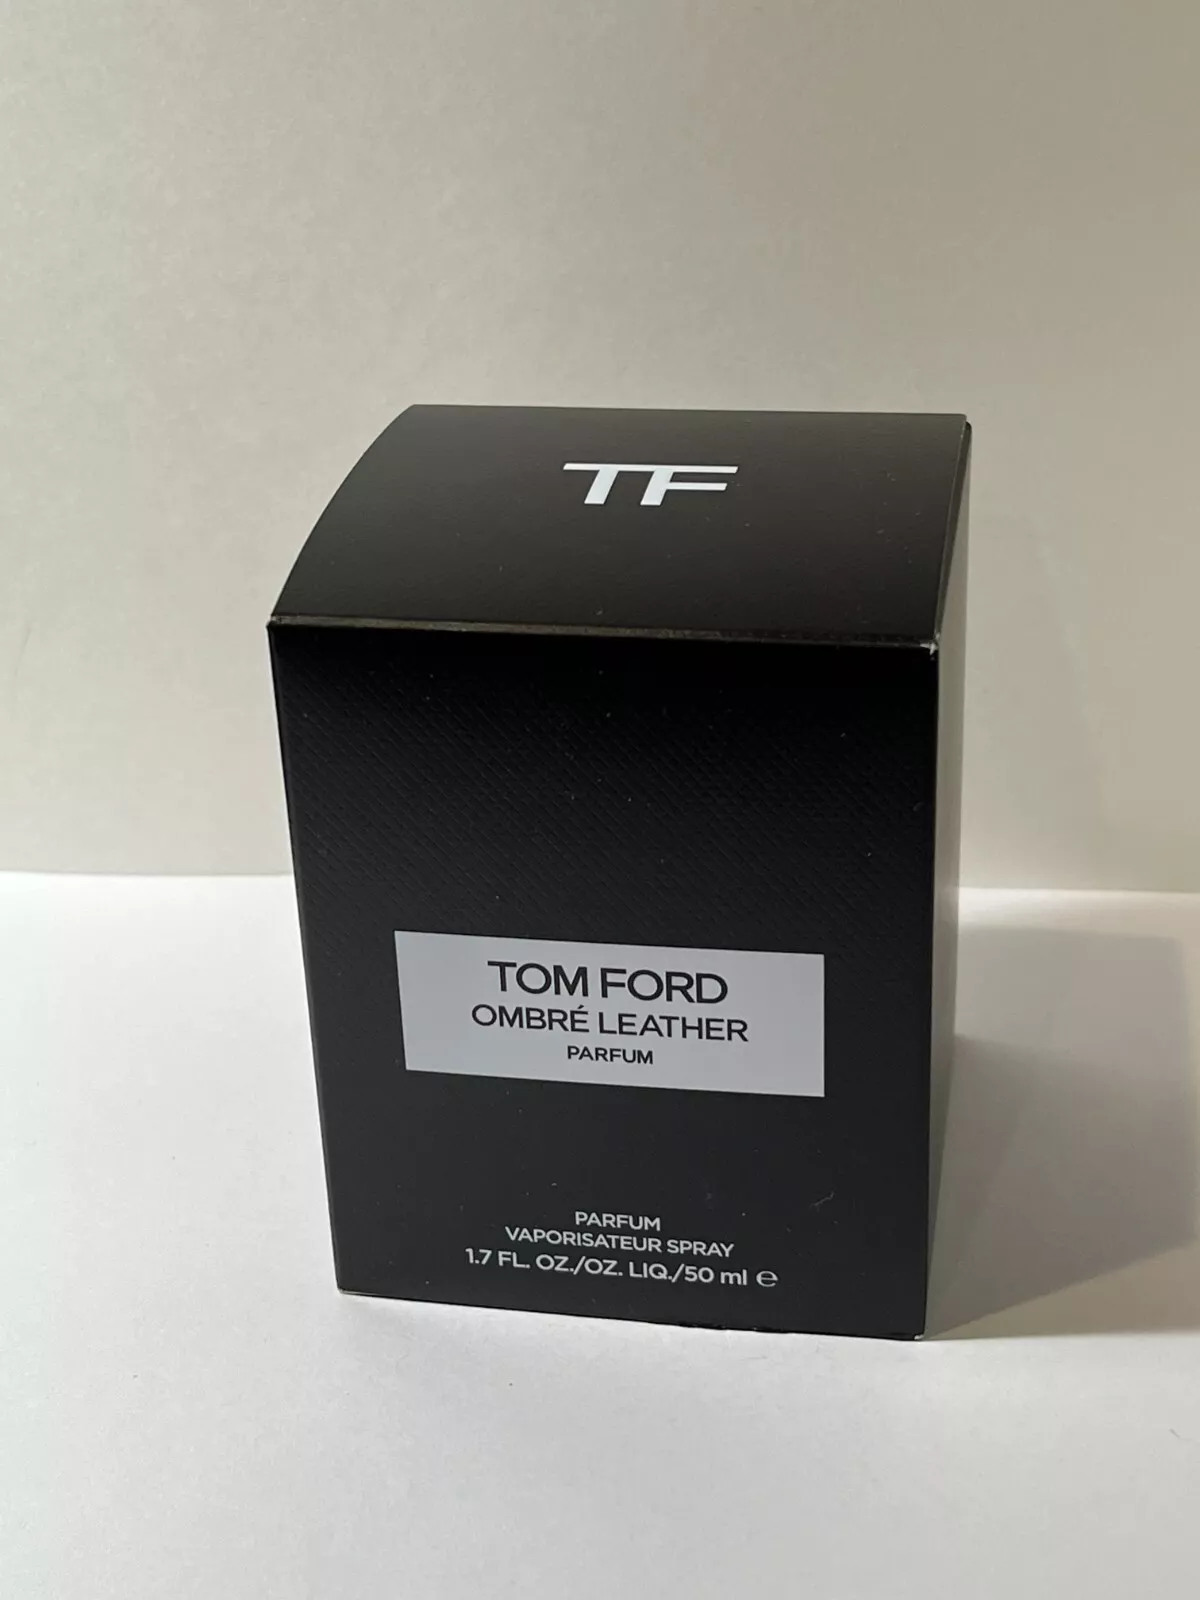 TF
TOM FORD
OMBRÉ LEATHER
PARFUM
PARFUM
VAPORISATEUR SPRAY
1.7 FL. OZ./OZ. LIQ./50 ml ℮